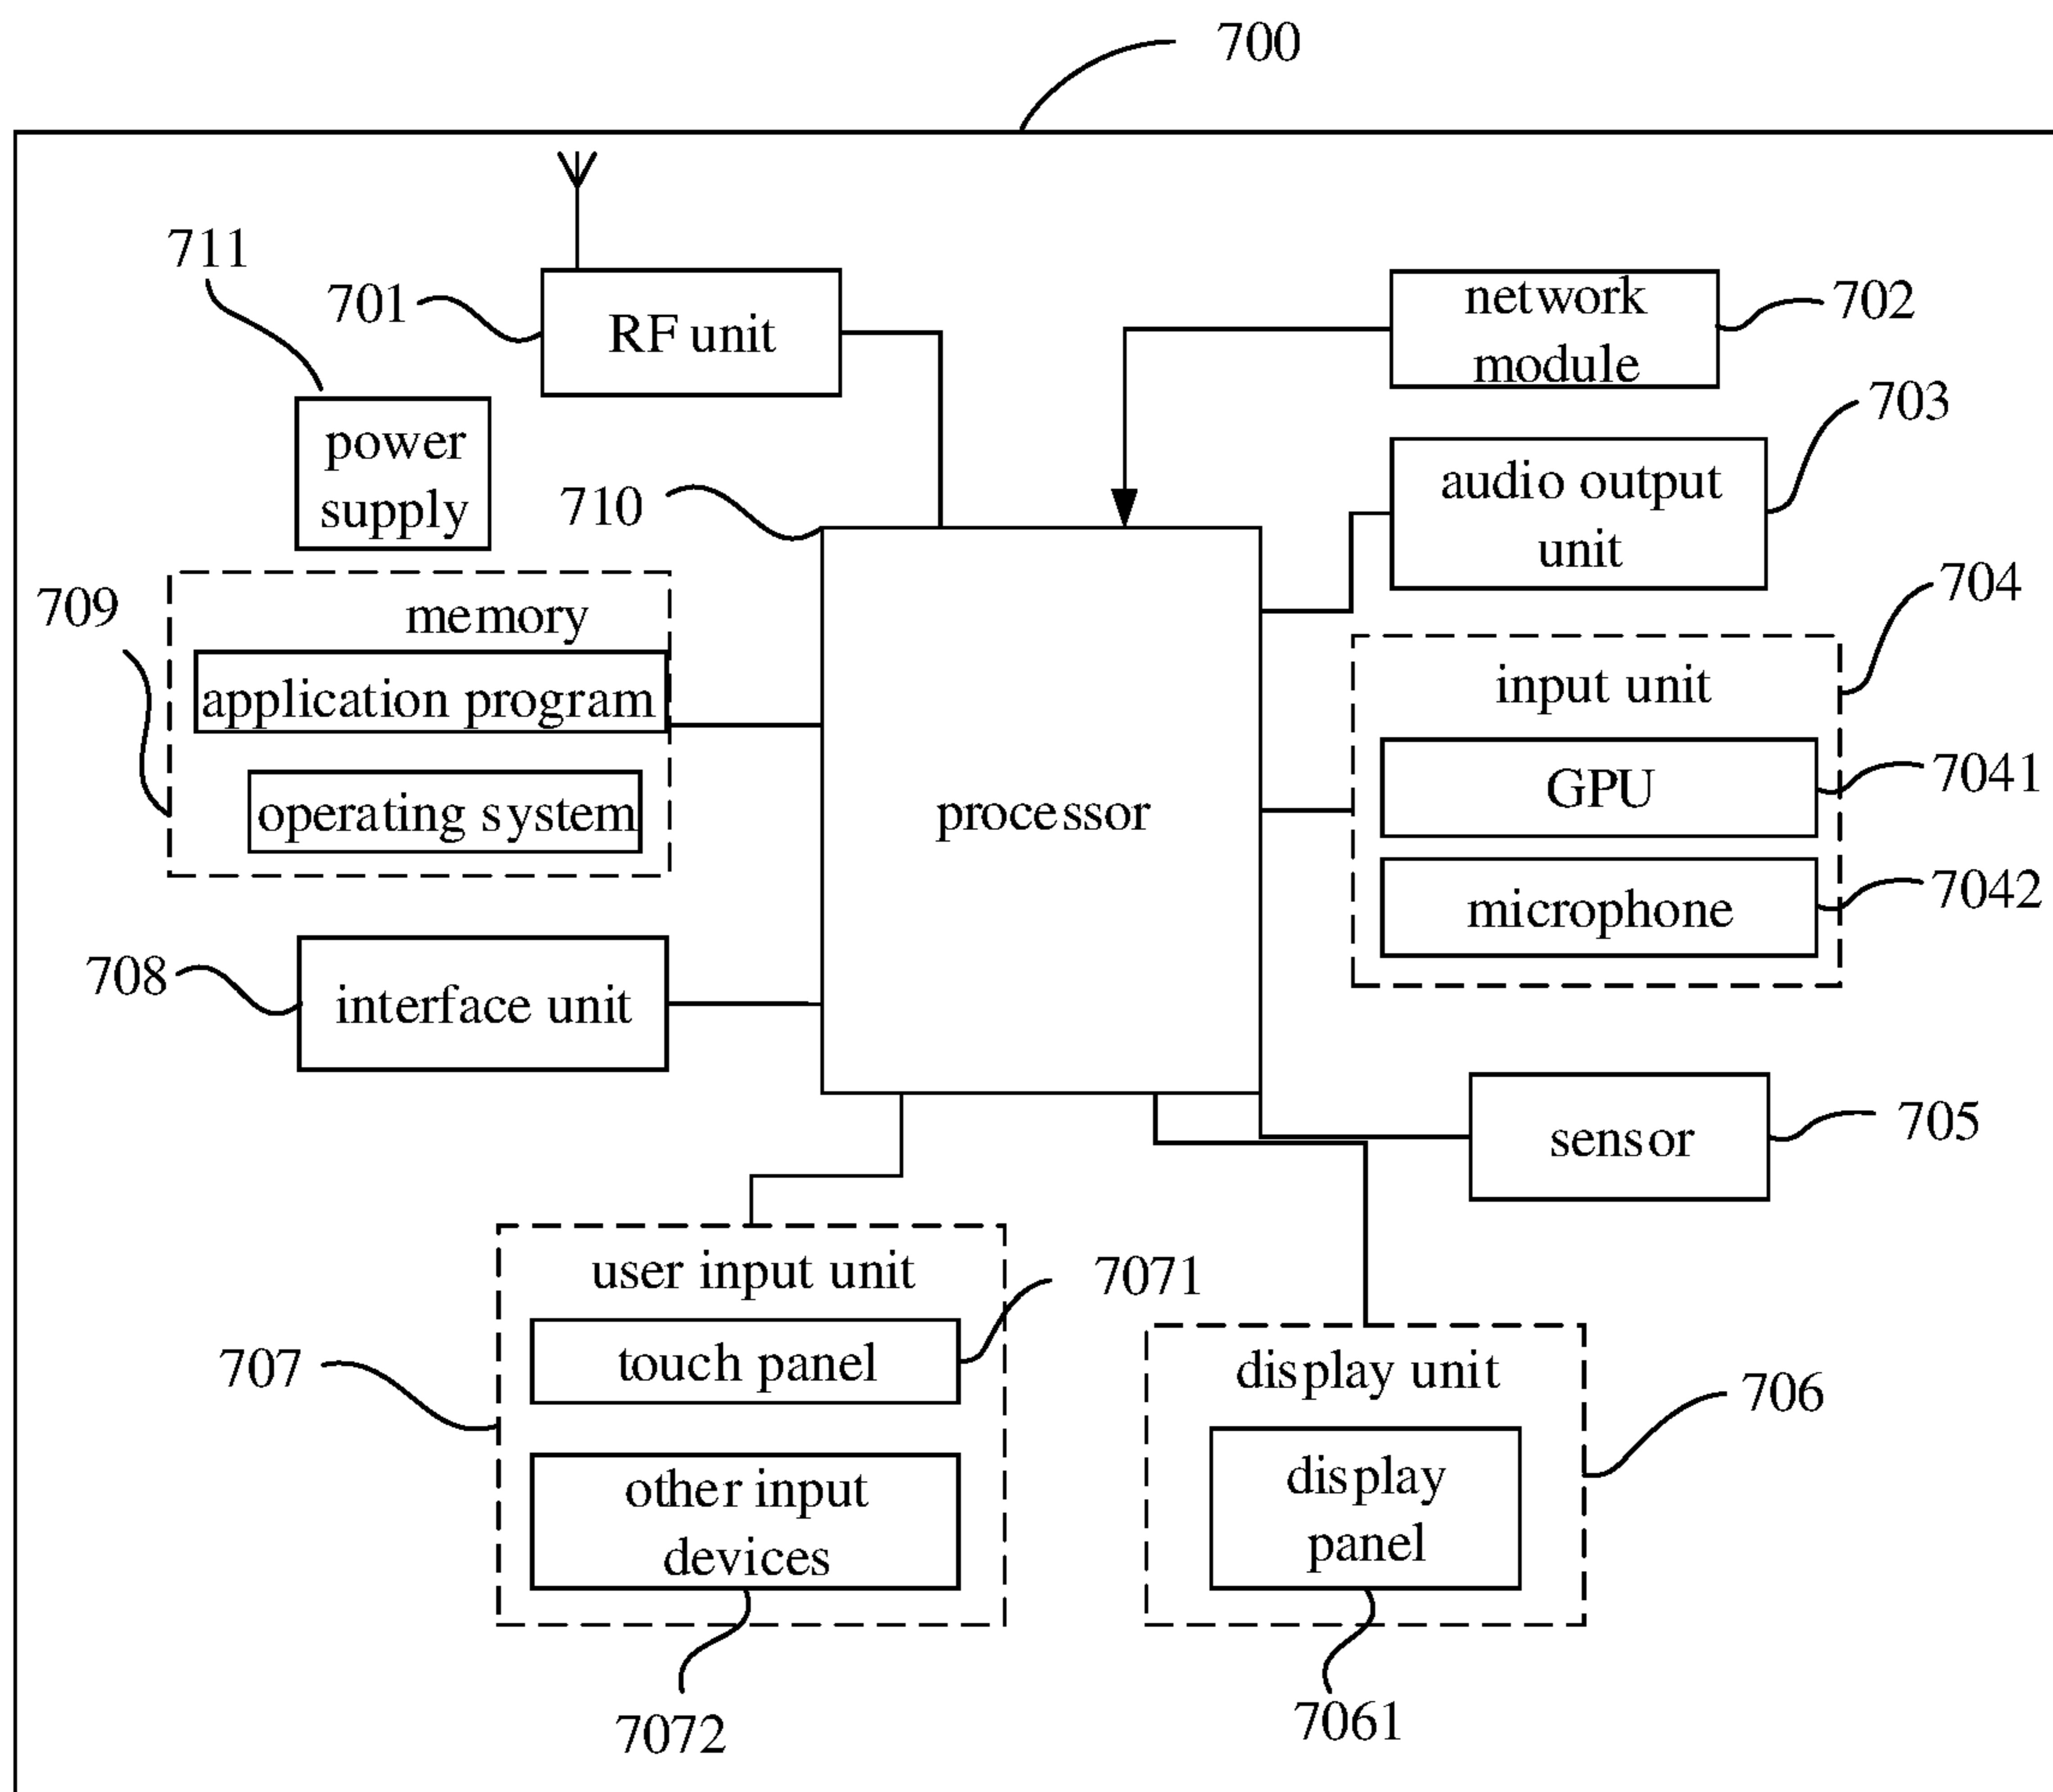 700
711
701
RF unit
network
module
702
power
supply
703
audio output
unit
710
709
memory
application program
operating system
processor
704
input unit
GPU
7041
microphone
7042
708
interface unit
sensor
705
user input unit
7071
touch panel
707
other input
devices
7072
display unit
706
display
panel
7061